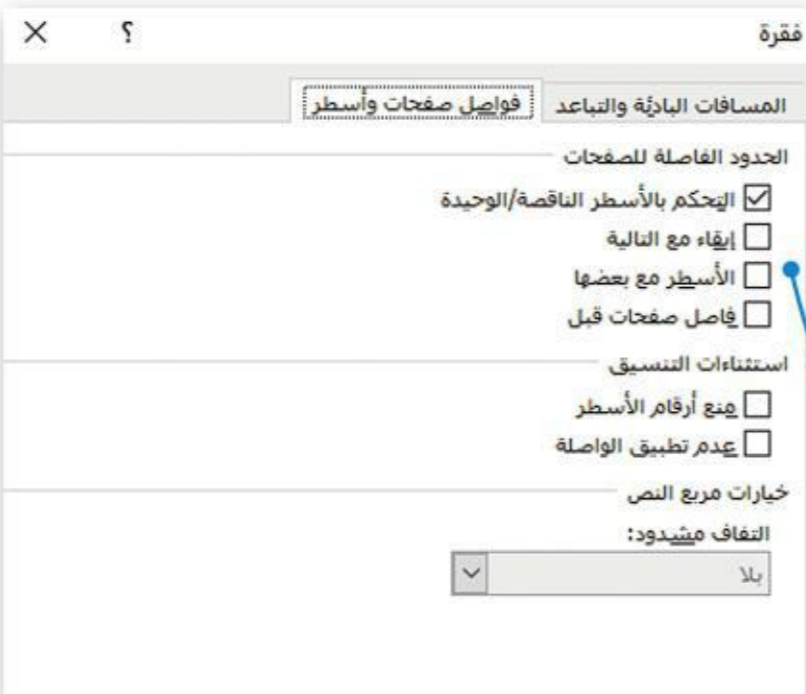 فقرة ؟
المسافات البادئة والتباعد فواصل صفحات وأسطر
الحدود الفاصلة للصفحات
التحكم بالأسطر الناقصة/الوحيدة
إبقاء مع التالية
الأسطر مع بعضها
فاصل صفحات قبل
استثناءات التنسيق
منع أرقام الأسطر
عدم تطبيق الواصلة
خيارات مربع النص
التفاف مشدود:
بلا